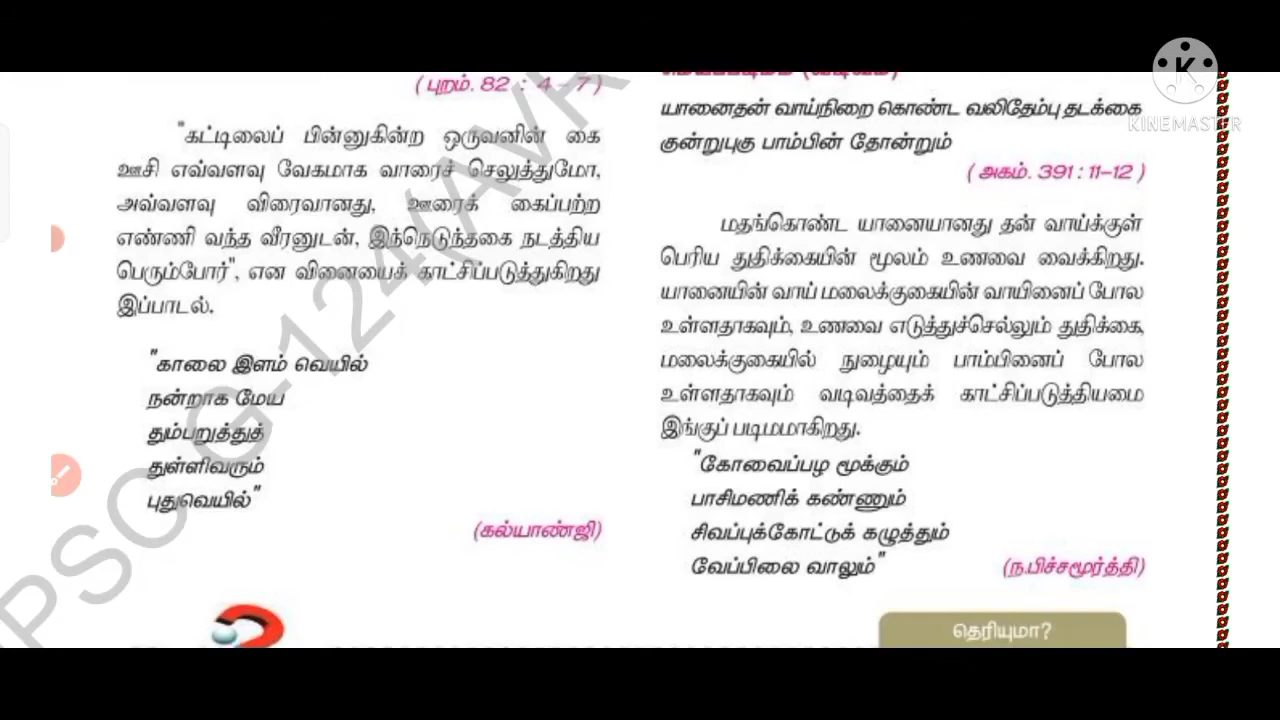 ( புறம். 82 : 4 – 7 )
"கட்டிலைப் பின்னுகின்ற ஒருவனின் கை
ஊசி எவ்வளவு வேகமாக வாரைச் செலுத்துமோ,
அவ்வளவு விரைவானது, ஊரைக் கைப்பற்ற
எண்ணி வந்த வீரனுடன், இந்நெடுந்தகை நடத்திய
பெரும்போர்", என வினையைக் காட்சிப்படுத்துகிறது
இப்பாடல்.
"காலை இளம் வெயில்
நன்றாக மேய
தும்பறுத்துத்
துள்ளிவரும்
புதுவெயில்"
(கல்யாண்ஜி)
யானைதன் வாய்நிறை கொண்ட வலிதேம்பு தடக்கை
குன்றுபுகு பாம்பின் தோன்றும்
( அகம். 391 : 11–12 )
மதங்கொண்ட யானையானது தன் வாய்க்குள்
பெரிய துதிக்கையின் மூலம் உணவை வைக்கிறது.
யானையின் வாய் மலைக்குகையின் வாயினைப் போல
உள்ளதாகவும், உணவை எடுத்துச்செல்லும் துதிக்கை,
மலைக்குகையில் நுழையும் பாம்பினைப் போல
உள்ளதாகவும் வடிவத்தைக் காட்சிப்படுத்தியமை
இங்குப் படிமமாகிறது.
"கோவைப்பழ மூக்கும்
பாசிமணிக் கண்ணும்
சிவப்புக்கோட்டுக் கழுத்தும்
வேப்பிலை வாலும்"
(ந.பிச்சமூர்த்தி)
தெரியுமா?
PSC G-124(AVR
K
KINEMASTER